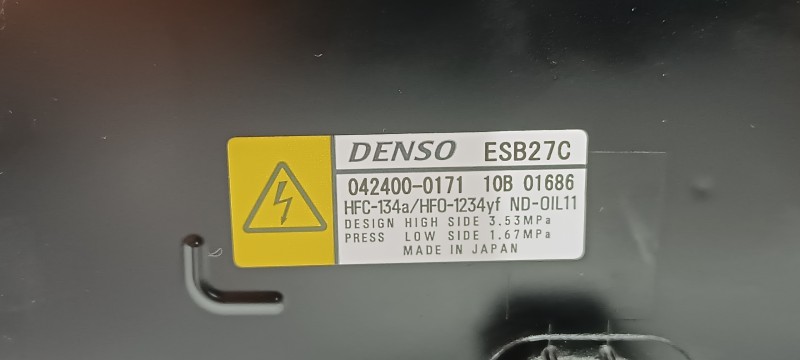 DENSO ESB27C
042400-0171 10B 01686
HFC-134a/HFO-1234yf ND-OIL11
DESIGN HIGH SIDE 3.53MPa
PRESS LOW SIDE 1.67MPa
MADE IN JAPAN